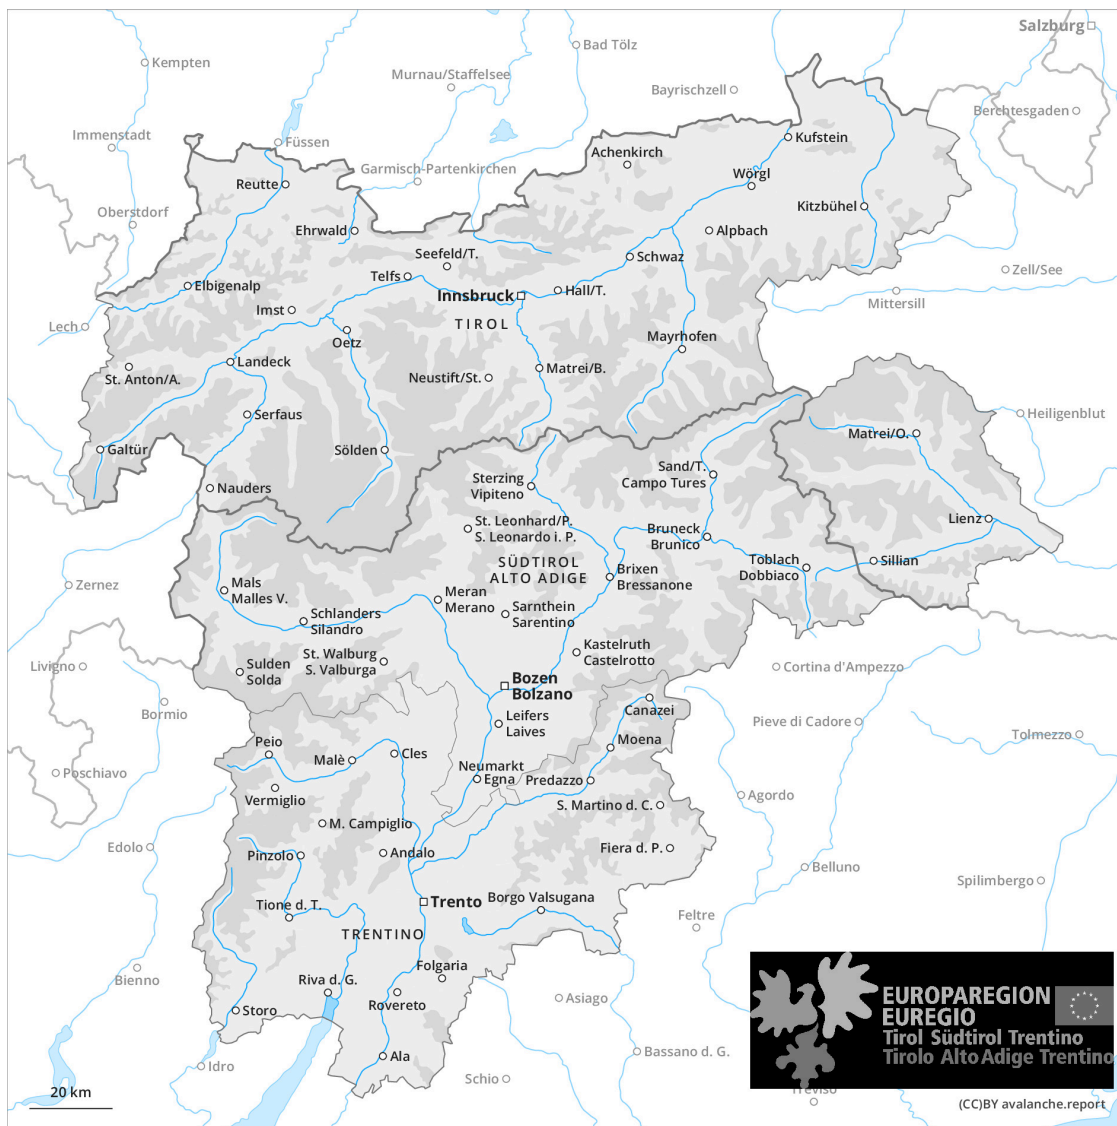 Salzburg
Bad Tölz
Kempten
Murnau/Staffelsee
Bayrischzell
Berchtesgaden
Immenstadt
Füssen
Kufstein
Achenkirch
Garmisch-Partenkirchen
Wörgl
Reutte
Oberstdorf
Kitzbühel
Ehrwald
Alpbach
Seefeld/T.
Schwaz
Telfs
Zell/See
Elbigenalp
Innsbruck
Hall/T.
Mittersill
Imst
TIROL
Lech
Oetz
Mayrhofen
Landeck
Matrei/B.
St. Anton/A.
Neustift/St.
Serfaus
Heiligenblut
Matrei/O.
Galtür
Sölden
Sand/T.
Campo Tures
Sterzing
Vipiteno
Nauders
Lienz
St. Leonhard/P.
S. Leonardo i. P.
Bruneck
Brunico
SÜDTIROL
ALTO ADIGE
Toblach
Dobbiaco
Sillian
Brixen
Bressanone
Zernez
Mals
Malles V.
Meran
Merano
Schlanders
Silandro
Sarnthein
Sarentino
Kastelruth
Castelrotto
St. Walburg
S. Valburga
Livigno
Sulden
Solda
Cortina d'Ampezzo
Bozen
Bolzano
Bormio
Canazei
Leifers
Laives
Pieve di Cadore
Tolmezzo
Moena
Peio
Malè
Cles
Poschiavo
Neumarkt
Egna
Predazzo
Vermiglio
Agordo
S. Martino d. C.
M. Campiglio
Edolo
Fiera d. P.
Pinzolo
Andalo
Belluno
Spilimbergo
Trento
Borgo Valsugana
Tione d. T.
Feltre
TRENTINO
Bienno
Folgaria
Riva d. G.
Rovereto
Asiago
Storo
EUROPAREGION
EUREGIO
Tirol Südtirol Trentino
Tirolo Alto Adige Trentino
Ala
Bassano d. G.
Idro
Schio
20 km
Treviso
(CC)BY avalanche.report